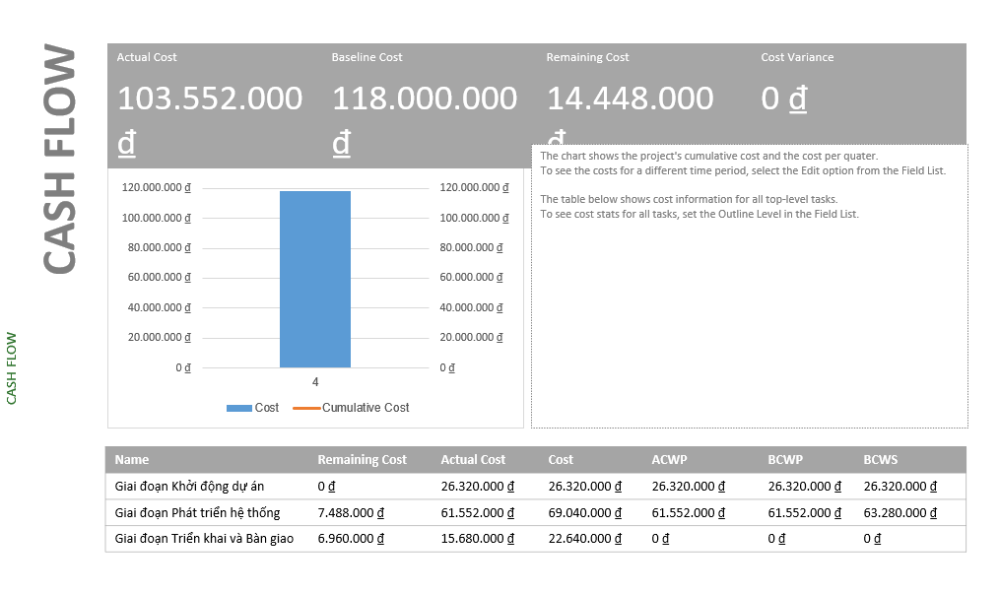 CASH FLOW
CASH FLOW
Actual Cost Baseline Cost Remaining Cost Cost Variance
103.552.000 ₫ 118.000.000 ₫ 14.448.000 ₫ 0 ₫
The chart shows the project's cumulative cost and the cost per quater.
To see the costs for a different time period, select the Edit option from the Field List.
The table below shows cost information for all top-level tasks.
To see cost stats for all tasks, set the Outline Level in the Field List.
120.000.000 ₫ 120.000.000 ₫
100.000.000 ₫ 100.000.000 ₫
80.000.000 ₫ 80.000.000 ₫
60.000.000 ₫ 60.000.000 ₫
40.000.000 ₫ 40.000.000 ₫
20.000.000 ₫ 20.000.000 ₫
0 ₫ 0 ₫
4
Cost Cumulative Cost
Name Remaining Cost Actual Cost Cost ACWP BCWP BCWS
Giai đoạn Khởi động dự án 0 ₫ 26.320.000 ₫ 26.320.000 ₫ 26.320.000 ₫ 26.320.000 ₫ 26.320.000 ₫
Giai đoạn Phát triển hệ thống 7.488.000 ₫ 61.552.000 ₫ 69.040.000 ₫ 61.552.000 ₫ 61.552.000 ₫ 63.280.000 ₫
Giai đoạn Triển khai và Bàn giao 6.960.000 ₫ 15.680.000 ₫ 22.640.000 ₫ 0 ₫ 0 ₫ 0 ₫